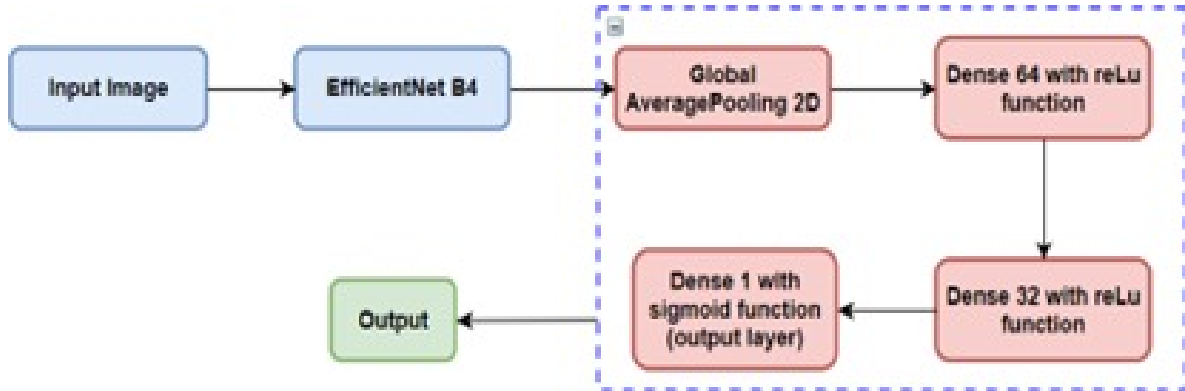 Input Image
EfficientNet B4
Global
AveragePooling 2D
Dense 64 with reLu
function
Dense 32 with reLu
function
Dense 1 with
sigmoid function
(output layer)
Output